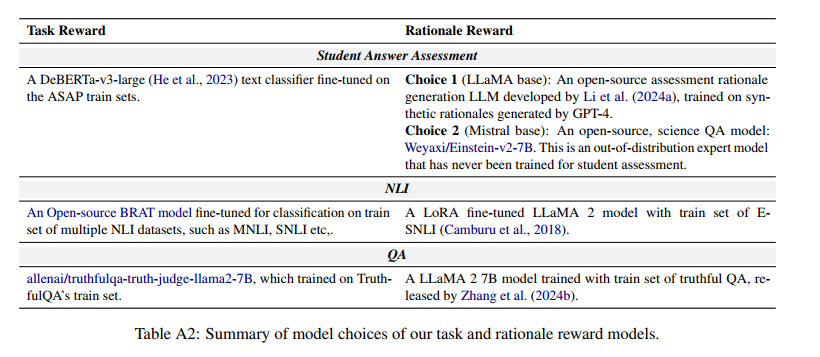 Task Reward Rationale Reward
Student Answer Assessment
A DeBERTa-v3-large (He et al., 2023) text classifier fine-tuned on
the ASAP train sets.
Choice 1 (LLaMA base): An open-source assessment rationale
generation LLM developed by Li et al. (2024a), trained on syn-
thetic rationales generated by GPT-4.
Choice 2 (Mistral base): An open-source, science QA model:
Weyaxi/Einstein-v2-7B. This is an out-of-distribution expert model
that has never been trained for student assessment.
NLI
An Open-source BRAT model fine-tuned for classification on train
set of multiple NLI datasets, such as MNLI, SNLI etc,.
A LoRA fine-tuned LLaMA 2 model with train set of E-
SNLI (Camburu et al., 2018).
QA
allenai/truthfulqa-truth-judge-llama2-7B, which trained on Truth-
fulQA's train set.
A LLaMA 2 7B model trained with train set of truthful QA, re-
leased by Zhang et al. (2024b).
Table A2: Summary of model choices of our task and rationale reward models.